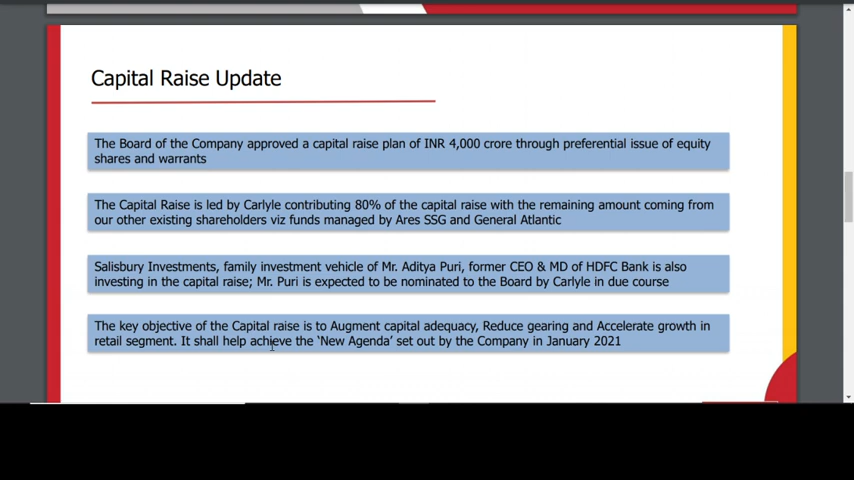 Capital Raise Update
The Board of the Company approved a capital raise plan of INR 4,000 crore through preferential issue of equity
shares and warrants
The Capital Raise is led by Carlyle contributing 80% of the capital raise with the remaining amount coming from
our other existing shareholders viz funds managed by Ares SSG and General Atlantic
Salisbury Investments, family investment vehicle of Mr. Aditya Puri, former CEO & MD of HDFC Bank is also
investing in the capital raise; Mr. Puri is expected to be nominated to the Board by Carlyle in due course
The key objective of the Capital raise is to Augment capital adequacy, Reduce gearing and Accelerate growth in
retail segment. It shall help achieve the ‘New Agenda’ set out by the Company in January 2021